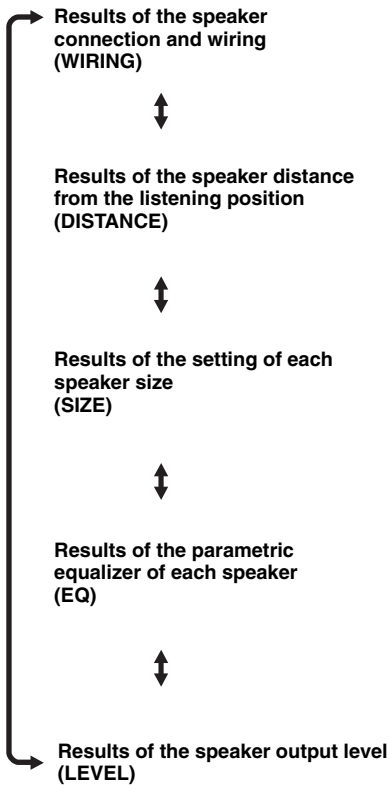 Results of the speaker
connection and wiring
(WIRING)
Results of the speaker distance
from the listening position
(DISTANCE)
Results of the setting of each
speaker size
(SIZE)
Results of the parametric
equalizer of each speaker
(EQ)
Results of the speaker output level
(LEVEL)